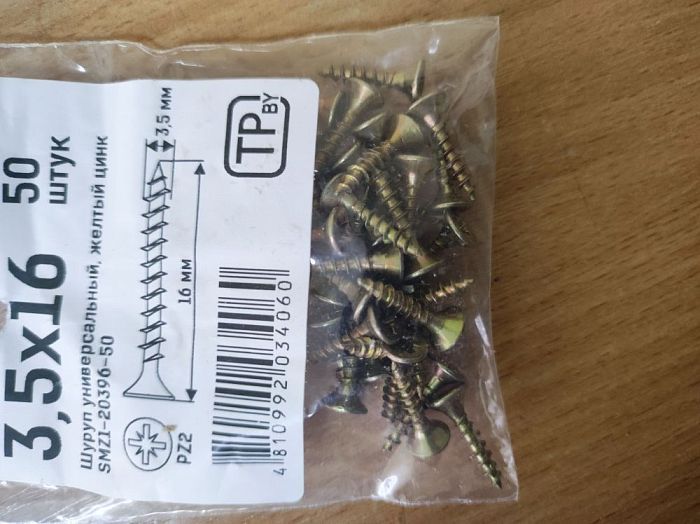 3,5x16
50
штук
Шуруп универсальный, желтый цинк
SMZ1-20396-50
3,5 мм
16 мм
PZ2
TP
BY
4810992034060